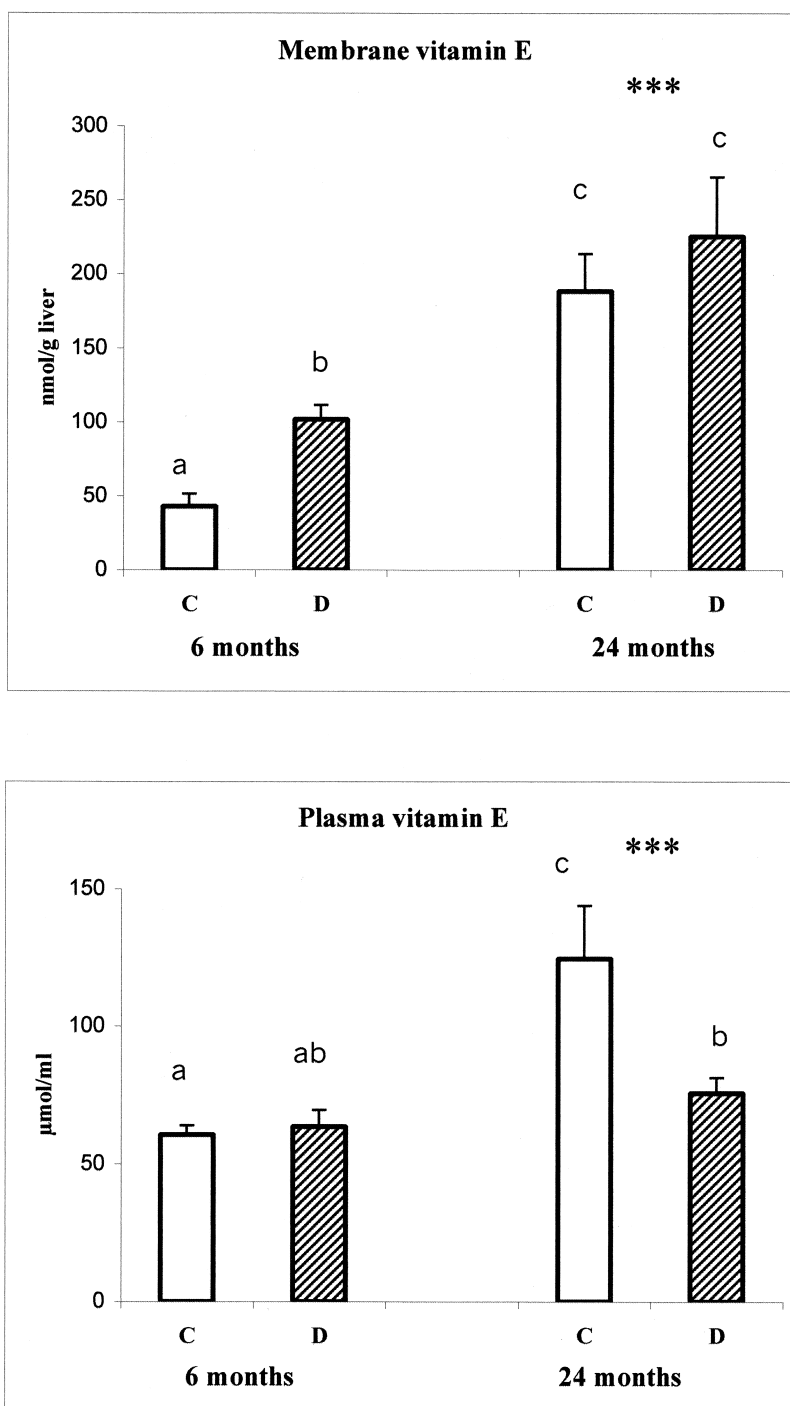 Membrane vitamin E
***
300
c
250
c
200
nmol/g liver
150
b
100
a
50
0
C D C D
6 months 24 months
Plasma vitamin E
***
c
150
100
ab
b
a
µmol/ml
50
0
C D C D
6 months 24 months